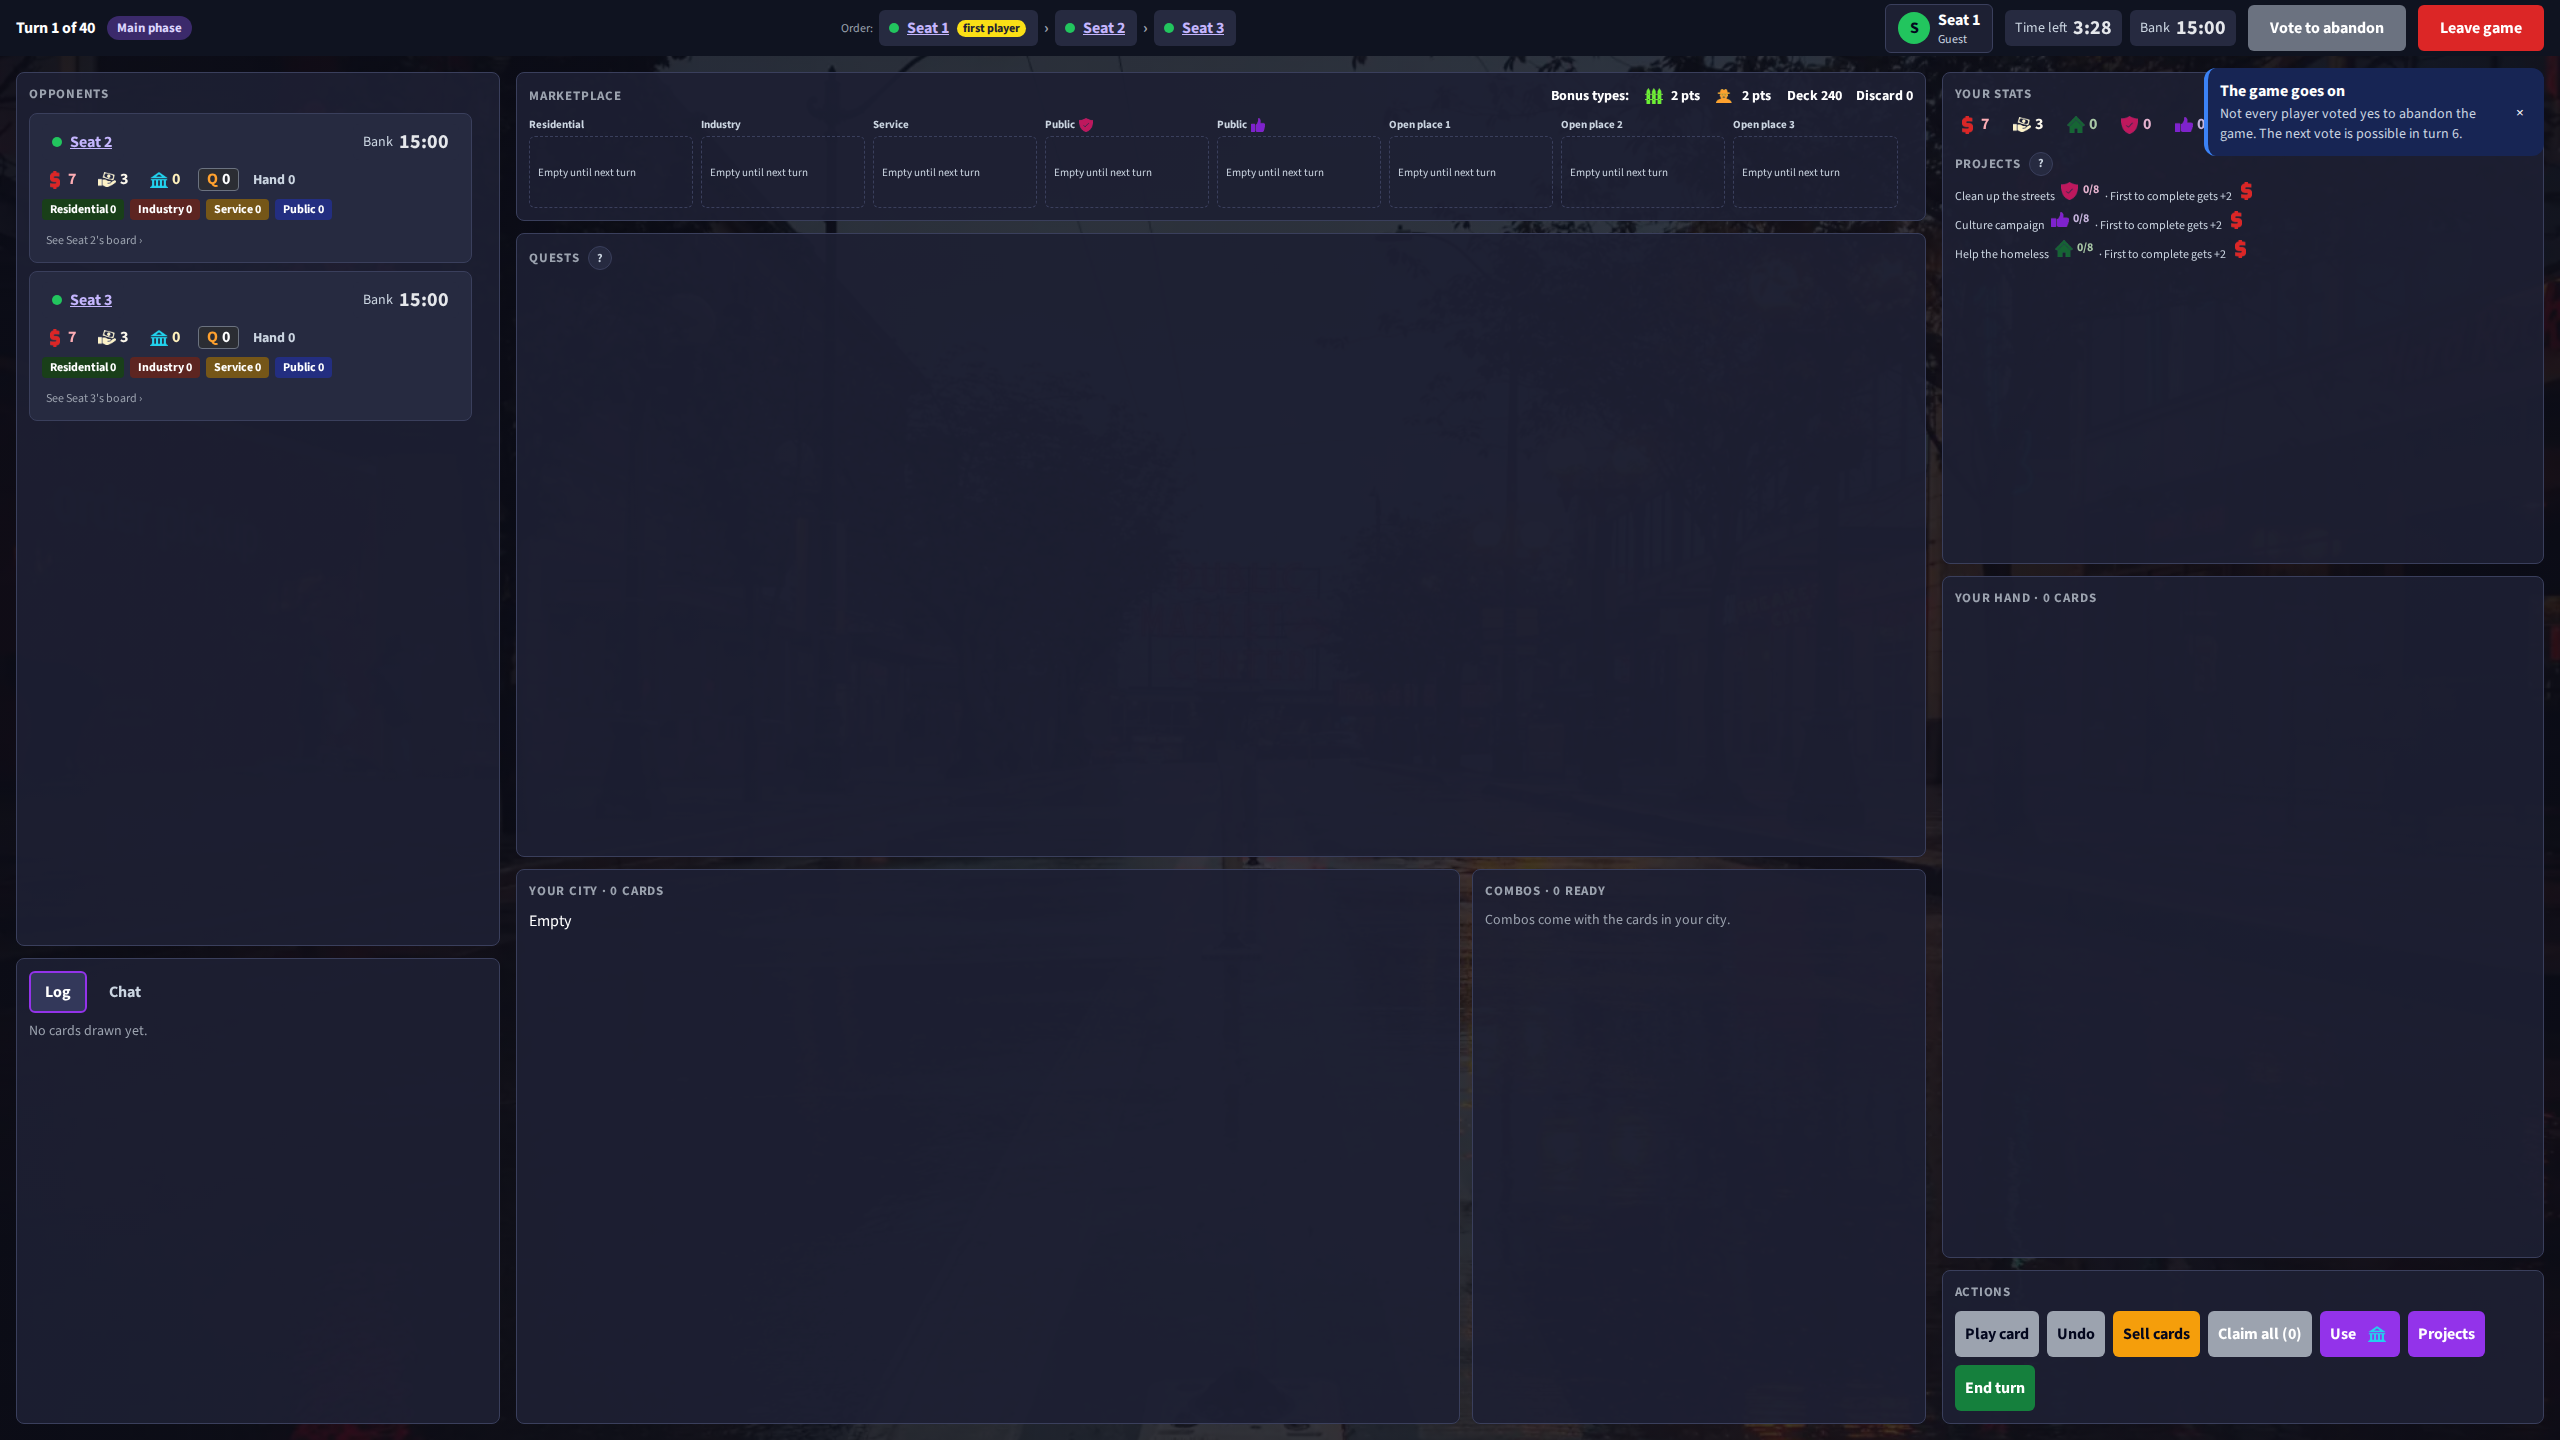 Turn 1 of 40 Main phase
Order: Seat 1 first player › Seat 2 › Seat 3
S Seat 1 Guest
Time left 3:28
Bank 15:00
Vote to abandon
Leave game
OPPONENTS
Seat 2 Bank 15:00
7 3 0 Q 0 Hand 0
Residential 0 Industry 0 Service 0 Public 0
See Seat 2's board ›
Seat 3 Bank 15:00
7 3 0 Q 0 Hand 0
Residential 0 Industry 0 Service 0 Public 0
See Seat 3's board ›
Log Chat
No cards drawn yet.
MARKETPLACE
Bonus types: 2 pts 2 pts Deck 240 Discard 0
Residential Industry Service Public Public Open place 1 Open place 2 Open place 3
Empty until next turn Empty until next turn Empty until next turn Empty until next turn Empty until next turn Empty until next turn Empty until next turn Empty until next turn
QUESTS ?
YOUR CITY · 0 CARDS
Empty
COMBOS · 0 READY
Combos come with the cards in your city.
YOUR STATS
7 3 0 0 0
The game goes on ×
Not every player voted yes to abandon the
game. The next vote is possible in turn 6.
PROJECTS ?
Clean up the streets 0/8 · First to complete gets +2
Culture campaign 0/8 · First to complete gets +2
Help the homeless 0/8 · First to complete gets +2
YOUR HAND · 0 CARDS
ACTIONS
Play card Undo Sell cards Claim all (0) Use Projects
End turn